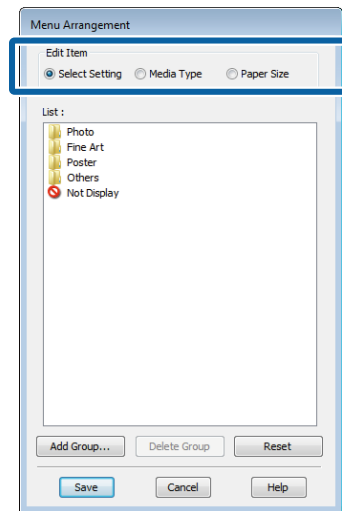 Menu Arrangement
Edit Item
Select Setting Media Type Paper Size
List :
Photo
Fine Art
Poster
Others
Not Display
Add Group... Delete Group Reset
Save Cancel Help